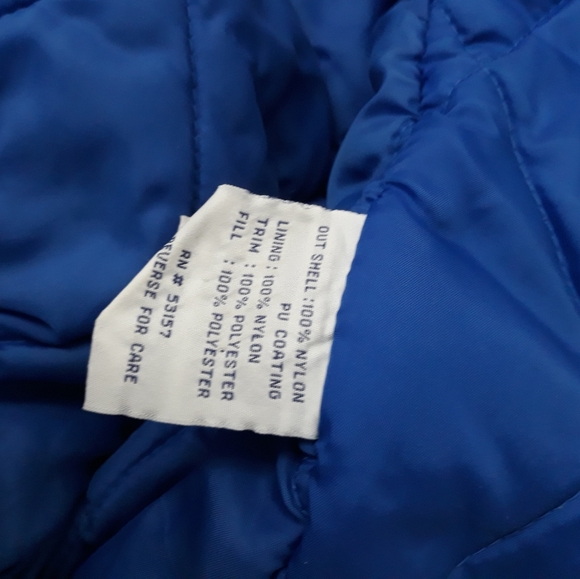 OUT SHELL : 100% NYLON
PU COATING
LINING : 100% NYLON
TRIM : 100% POLYESTER
FILL : 100% POLYESTER
RN # 53157
REVERSE FOR CARE